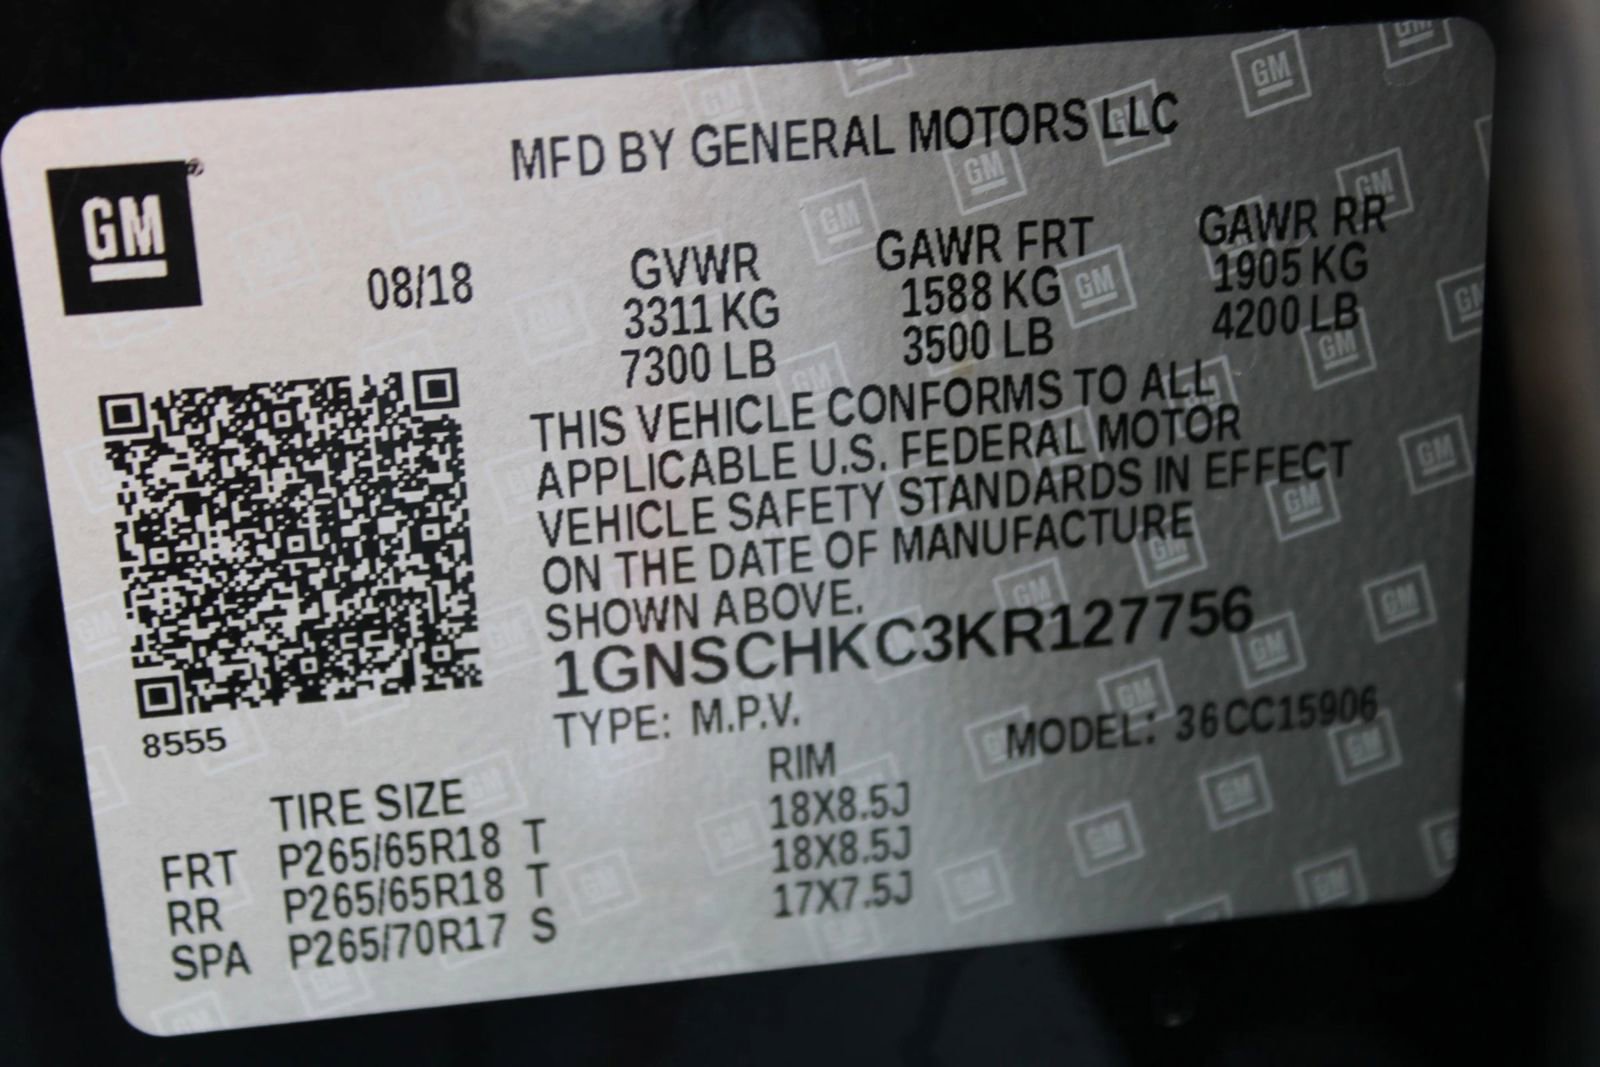 MFD BY GENERAL MOTORS LLC
GM
08/18
GVWR GAWR FRT GAWR RR
3311 KG 1588 KG 1905 KG
7300 LB 3500 LB 4200 LB
THIS VEHICLE CONFORMS TO ALL
APPLICABLE U.S. FEDERAL MOTOR
VEHICLE SAFETY STANDARDS IN EFFECT
ON THE DATE OF MANUFACTURE
SHOWN ABOVE.
1GNSCHKC3KR127756
8555
TYPE: M.P.V. MODEL: 36CC15906
TIRE SIZE RIM
FRT P265/65R18 T 18X8.5J
RR P265/65R18 T 18X8.5J
SPA P265/70R17 S 17X7.5J